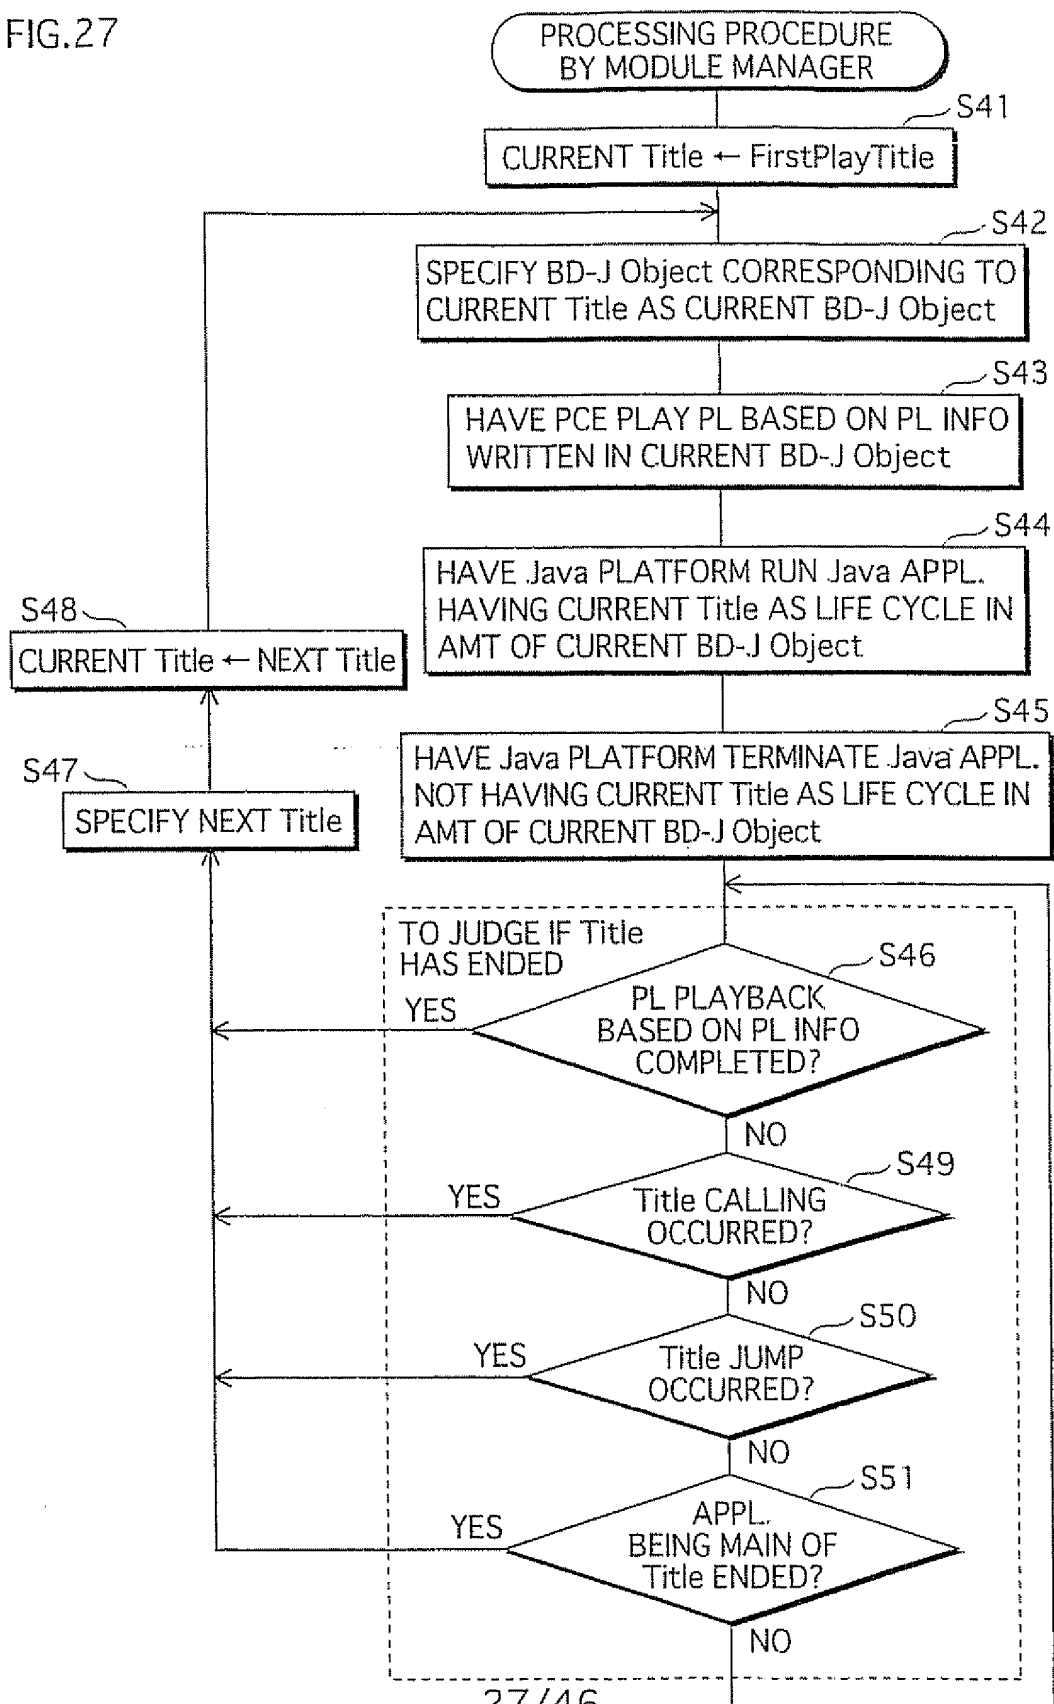 FIG.27
PROCESSING PROCEDURE
BY MODULE MANAGER
S41
CURRENT Title ← FirstPlayTitle
S42
SPECIFY BD-J Object CORRESPONDING TO
CURRENT Title AS CURRENT BD-J Object
S43
HAVE PCE PLAY PL BASED ON PL INFO
WRITTEN IN CURRENT BD-J Object
S44
HAVE Java PLATFORM RUN Java APPL.
HAVING CURRENT Title AS LIFE CYCLE IN
AMT OF CURRENT BD-J Object
S48
CURRENT Title ← NEXT Title
S45
HAVE Java PLATFORM TERMINATE Java APPL.
NOT HAVING CURRENT Title AS LIFE CYCLE IN
AMT OF CURRENT BD-J Object
S47
SPECIFY NEXT Title
TO JUDGE IF Title
HAS ENDED
S46
PL PLAYBACK
BASED ON PL INFO
COMPLETED?
YES
NO
S49
Title CALLING
OCCURRED?
YES
NO
S50
Title JUMP
OCCURRED?
YES
NO
S51
APPL.
BEING MAIN OF
Title ENDED?
YES
NO
27/46